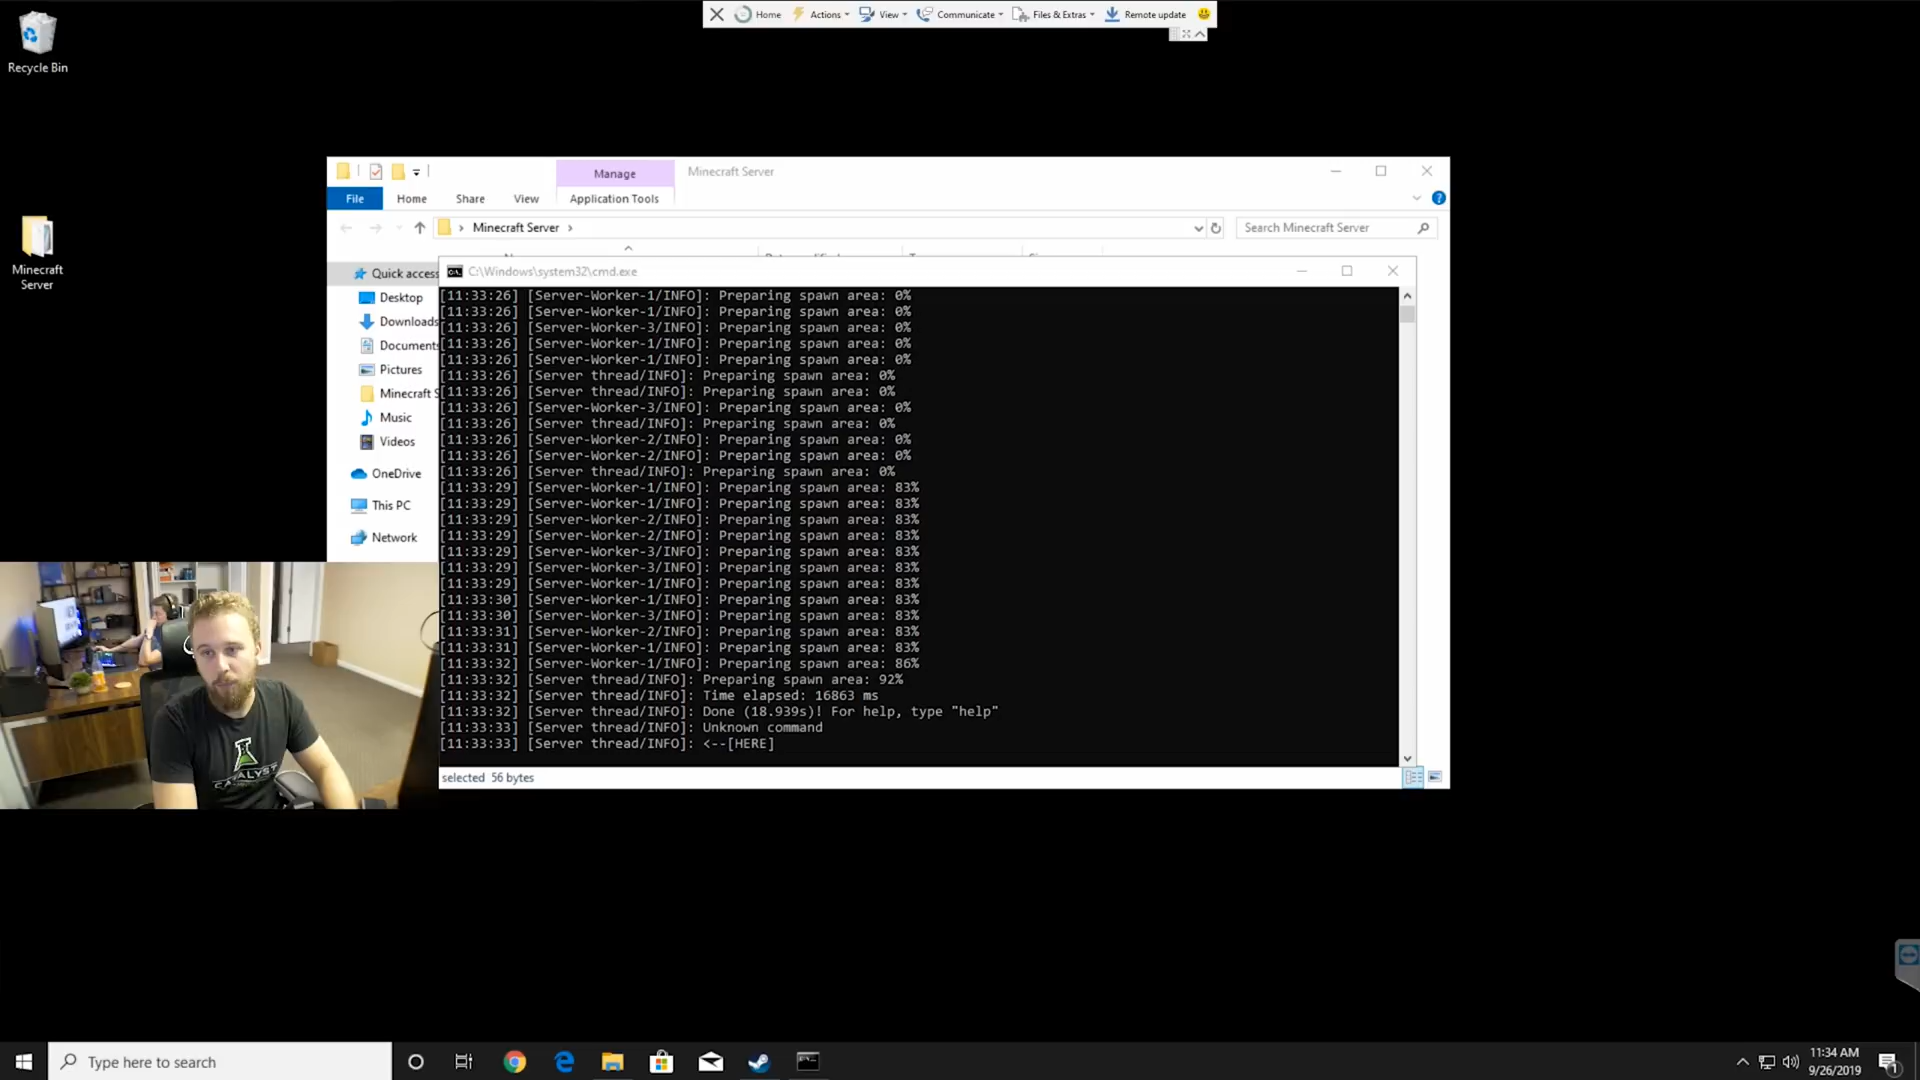 Home Actions View Communicate Files & Extras Remote update
Recycle Bin
Minecraft
Server
Manage Minecraft Server
File Home Share View Application Tools
Minecraft Server
Search Minecraft Server
Quick access
Desktop
Downloads
Documents
Pictures
Minecraft S
Music
Videos
OneDrive
This PC
Network
C:\Windows\system32\cmd.exe
[11:33:26] [Server-Worker-1/INFO]: Preparing spawn area: 0%
[11:33:26] [Server-Worker-1/INFO]: Preparing spawn area: 0%
[11:33:26] [Server-Worker-3/INFO]: Preparing spawn area: 0%
[11:33:26] [Server-Worker-1/INFO]: Preparing spawn area: 0%
[11:33:26] [Server-Worker-1/INFO]: Preparing spawn area: 0%
[11:33:26] [Server thread/INFO]: Preparing spawn area: 0%
[11:33:26] [Server thread/INFO]: Preparing spawn area: 0%
[11:33:26] [Server-Worker-3/INFO]: Preparing spawn area: 0%
[11:33:26] [Server thread/INFO]: Preparing spawn area: 0%
[11:33:26] [Server-Worker-2/INFO]: Preparing spawn area: 0%
[11:33:26] [Server-Worker-2/INFO]: Preparing spawn area: 0%
[11:33:26] [Server thread/INFO]: Preparing spawn area: 0%
[11:33:29] [Server-Worker-1/INFO]: Preparing spawn area: 83%
[11:33:29] [Server-Worker-1/INFO]: Preparing spawn area: 83%
[11:33:29] [Server-Worker-2/INFO]: Preparing spawn area: 83%
[11:33:29] [Server-Worker-2/INFO]: Preparing spawn area: 83%
[11:33:29] [Server-Worker-3/INFO]: Preparing spawn area: 83%
[11:33:29] [Server-Worker-3/INFO]: Preparing spawn area: 83%
[11:33:29] [Server-Worker-1/INFO]: Preparing spawn area: 83%
[11:33:30] [Server-Worker-1/INFO]: Preparing spawn area: 83%
[11:33:30] [Server-Worker-3/INFO]: Preparing spawn area: 83%
[11:33:31] [Server-Worker-2/INFO]: Preparing spawn area: 83%
[11:33:31] [Server-Worker-1/INFO]: Preparing spawn area: 83%
[11:33:32] [Server-Worker-1/INFO]: Preparing spawn area: 86%
[11:33:32] [Server thread/INFO]: Preparing spawn area: 92%
[11:33:32] [Server thread/INFO]: Time elapsed: 16863 ms
[11:33:32] [Server thread/INFO]: Done (18.939s)! For help, type "help"
[11:33:33] [Server thread/INFO]: Unknown command
[11:33:33] [Server thread/INFO]: <--[HERE]
selected 56 bytes
CATALYST
Type here to search
11:34 AM
9/26/2019
1